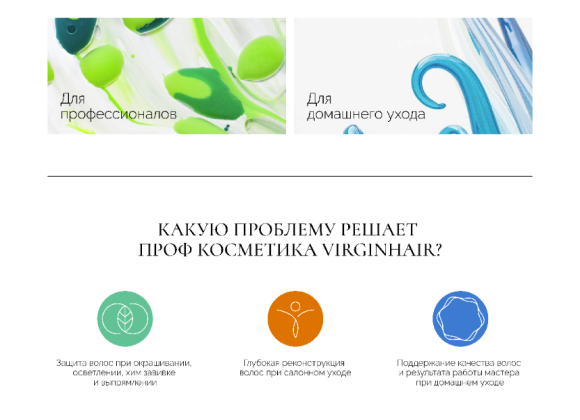 Для
профессионалов
Для
домашнего ухода
КАКУЮ ПРОБЛЕМУ РЕШАЕТ
ПРОФ КОСМЕТИКА VIRGINHAIR?
Защита волос при окрашивании,
осветлении, хим завивке
и выпрямлении
Глубокая реконструкция
волос при салонном уходе
Поддержание качества волос
и результата работы мастера
при домашнем уходе